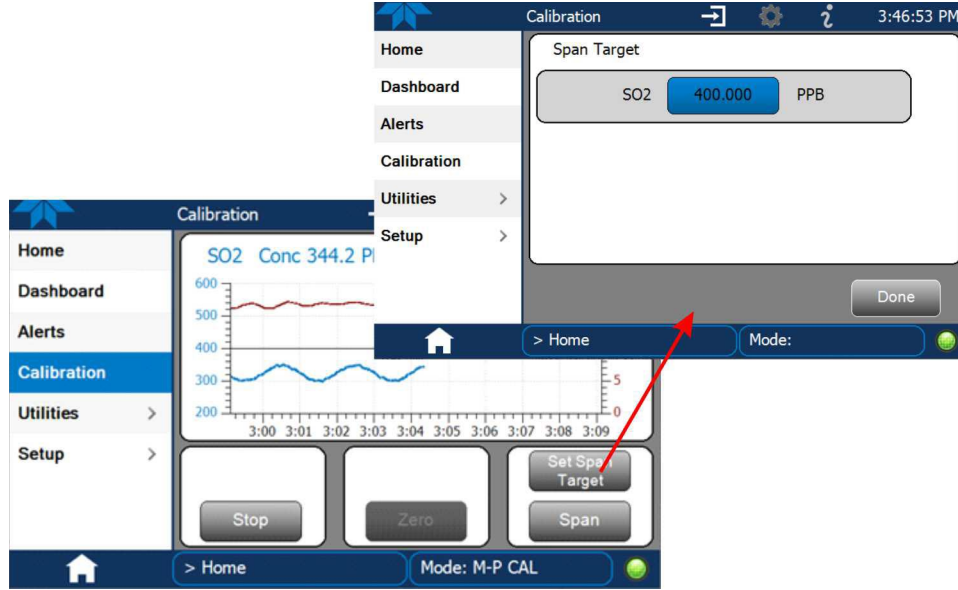 Calibration
3:46:53 PM
Home
Dashboard
Alerts
Calibration
Utilities >
Setup >
Span Target
SO2 400.000 PPB
Done
> Home
Mode:
Calibration
Home
Dashboard
Alerts
Calibration
Utilities >
Setup >
SO2 Conc 344.2
600
500
400
300
200
5
0
3:00 3:01 3:02 3:03 3:04 3:05 3:06 3:07 3:08 3:09
Stop
Zero
Set Span
Target
Span
> Home
Mode: M-P CAL